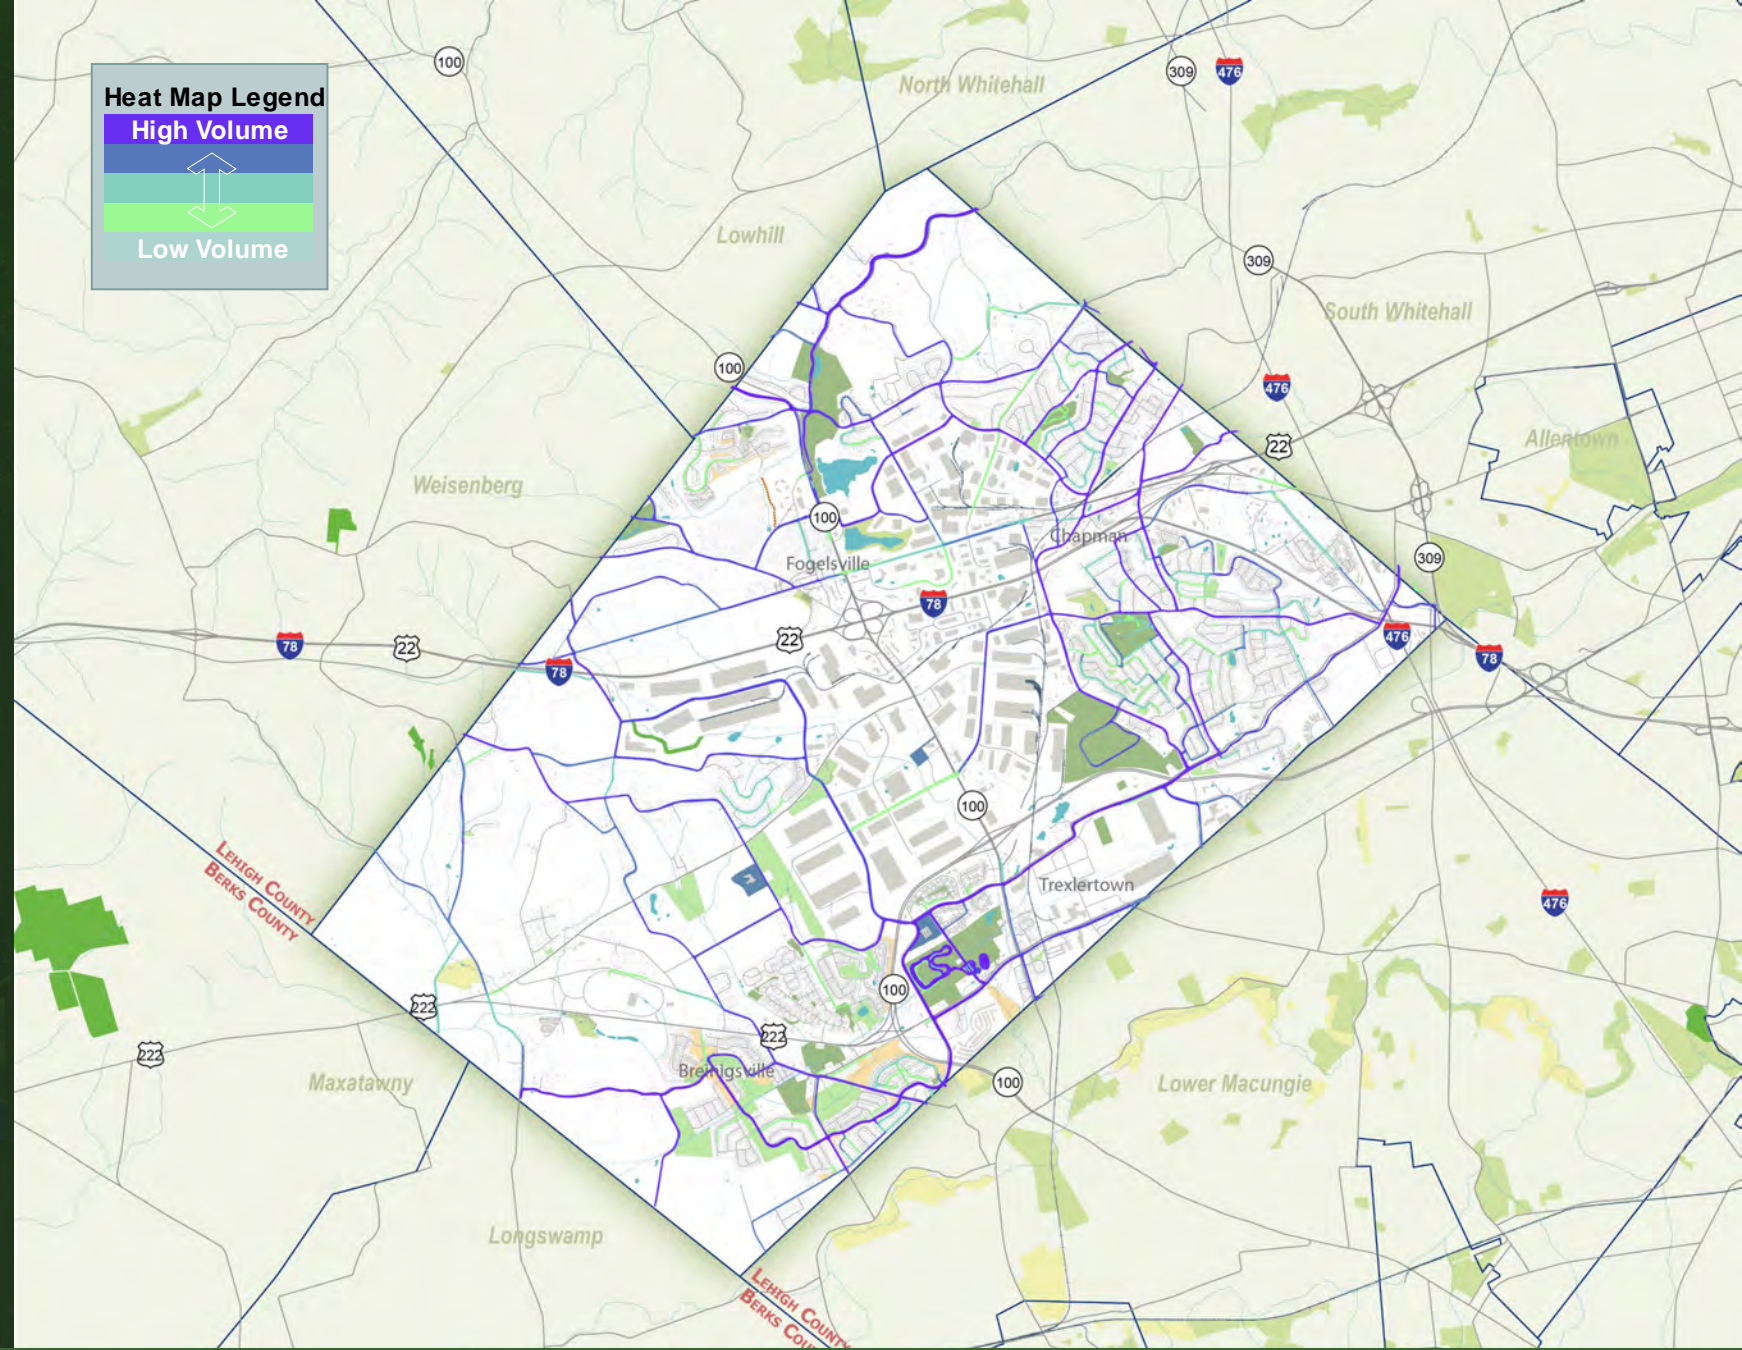 Heat Map Legend
High Volume
Low Volume
100
309
476
North Whitehall
Lowhill
309
South Whitehall
100
476
22
Allentown
Weisenberg
100
Chapman
309
Fogelsville
78
22
78
22
476
78
78
100
LEHIGH COUNTY
BERKS COUNTY
Trexlertown
476
100
222
222
222
Breinigsville
Maxatawny
100
Lower Macungie
Longswamp
LEHIGH COUNTY
BERKS COU